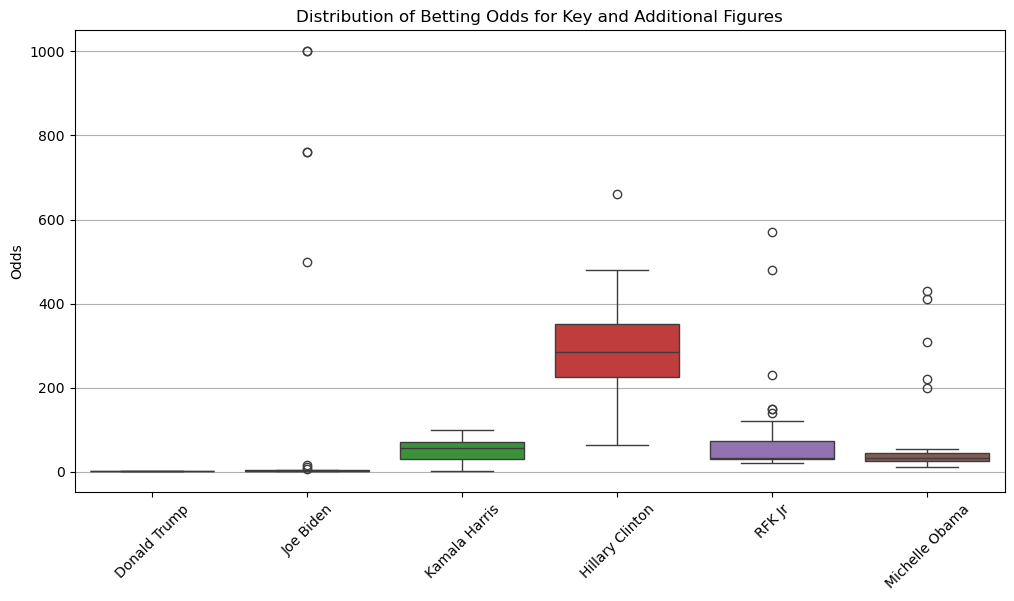 Distribution of Betting Odds for Key and Additional Figures
1000
800
600
400
200
0
Odds
Donald Trump
Joe Biden
Kamala Harris
Hillary Clinton
RFK Jr
Michelle Obama